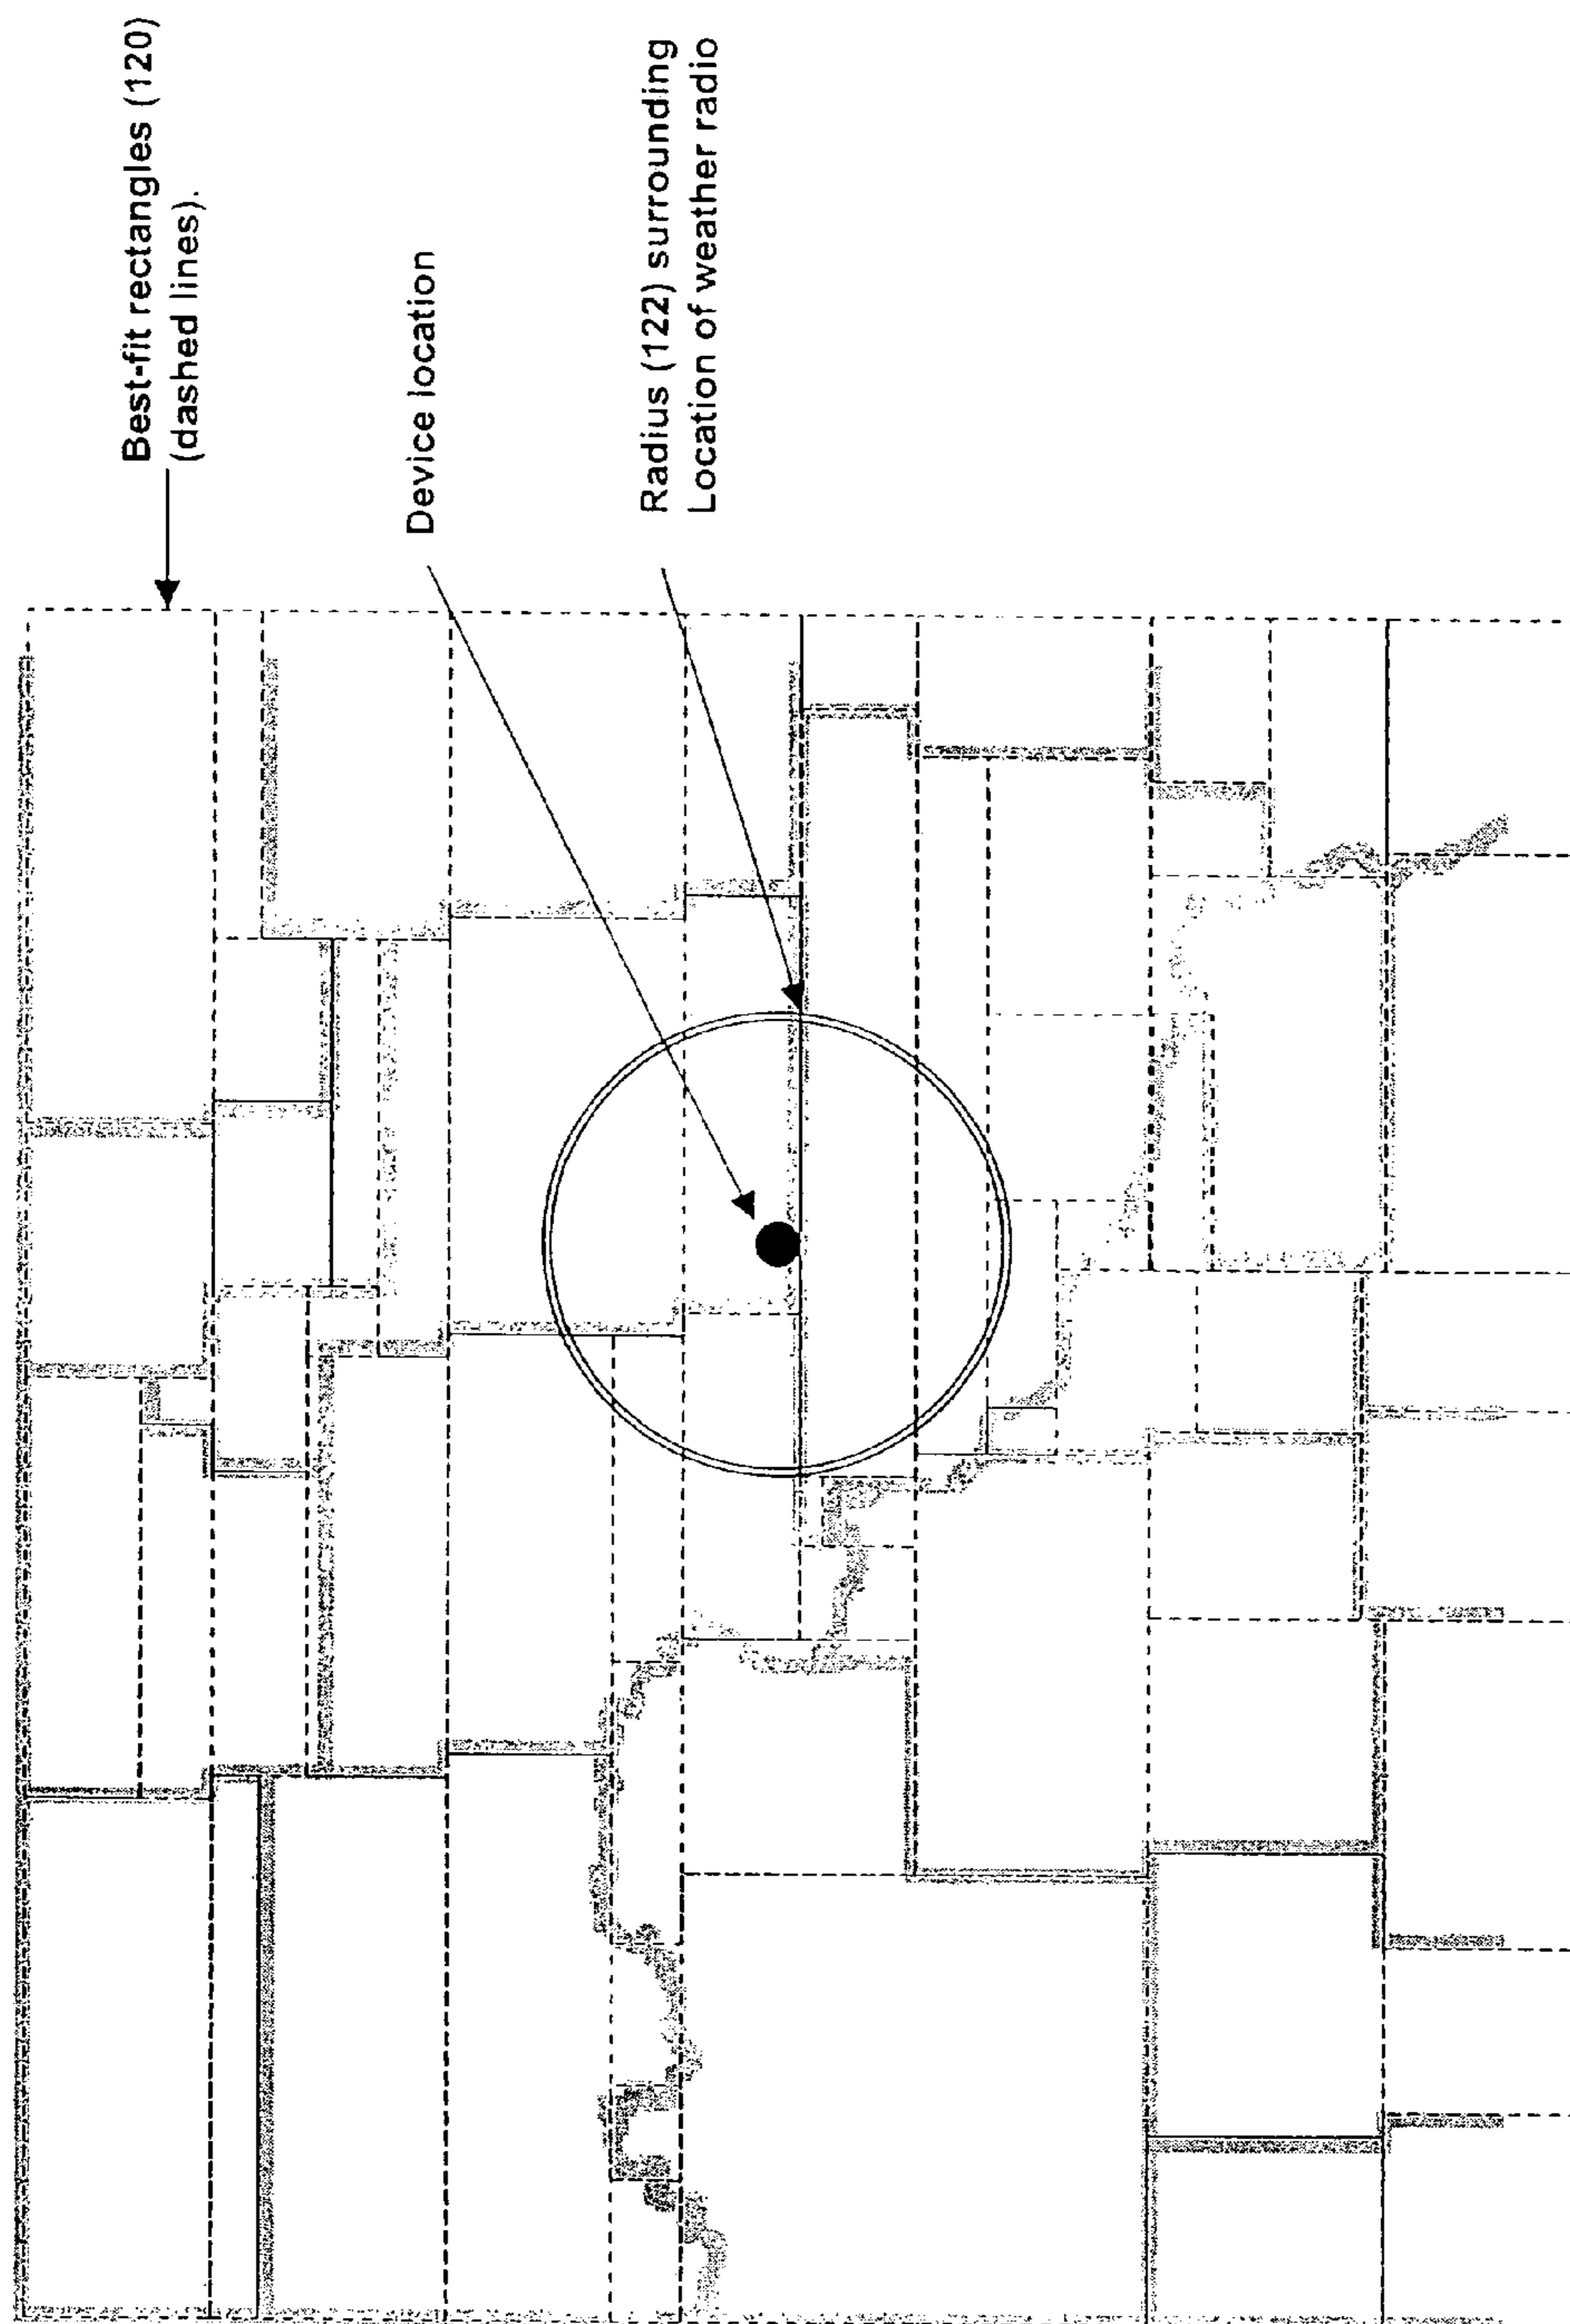 Best-fit rectangles (120)
(dashed lines).
Device location
Radius (122) surrounding
Location of weather radio